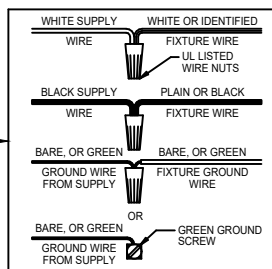 WHITE SUPPLY WHITE OR IDENTIFIED
WIRE FIXTURE WIRE
UL LISTED
WIRE NUTS
BLACK SUPPLY PLAIN OR BLACK
WIRE FIXTURE WIRE
BARE, OR GREEN BARE, OR GREEN
GROUND WIRE FIXTURE GROUND
FROM SUPPLY WIRE
OR
BARE, OR GREEN GREEN GROUND
SCREW
GROUND WIRE
FROM SUPPLY